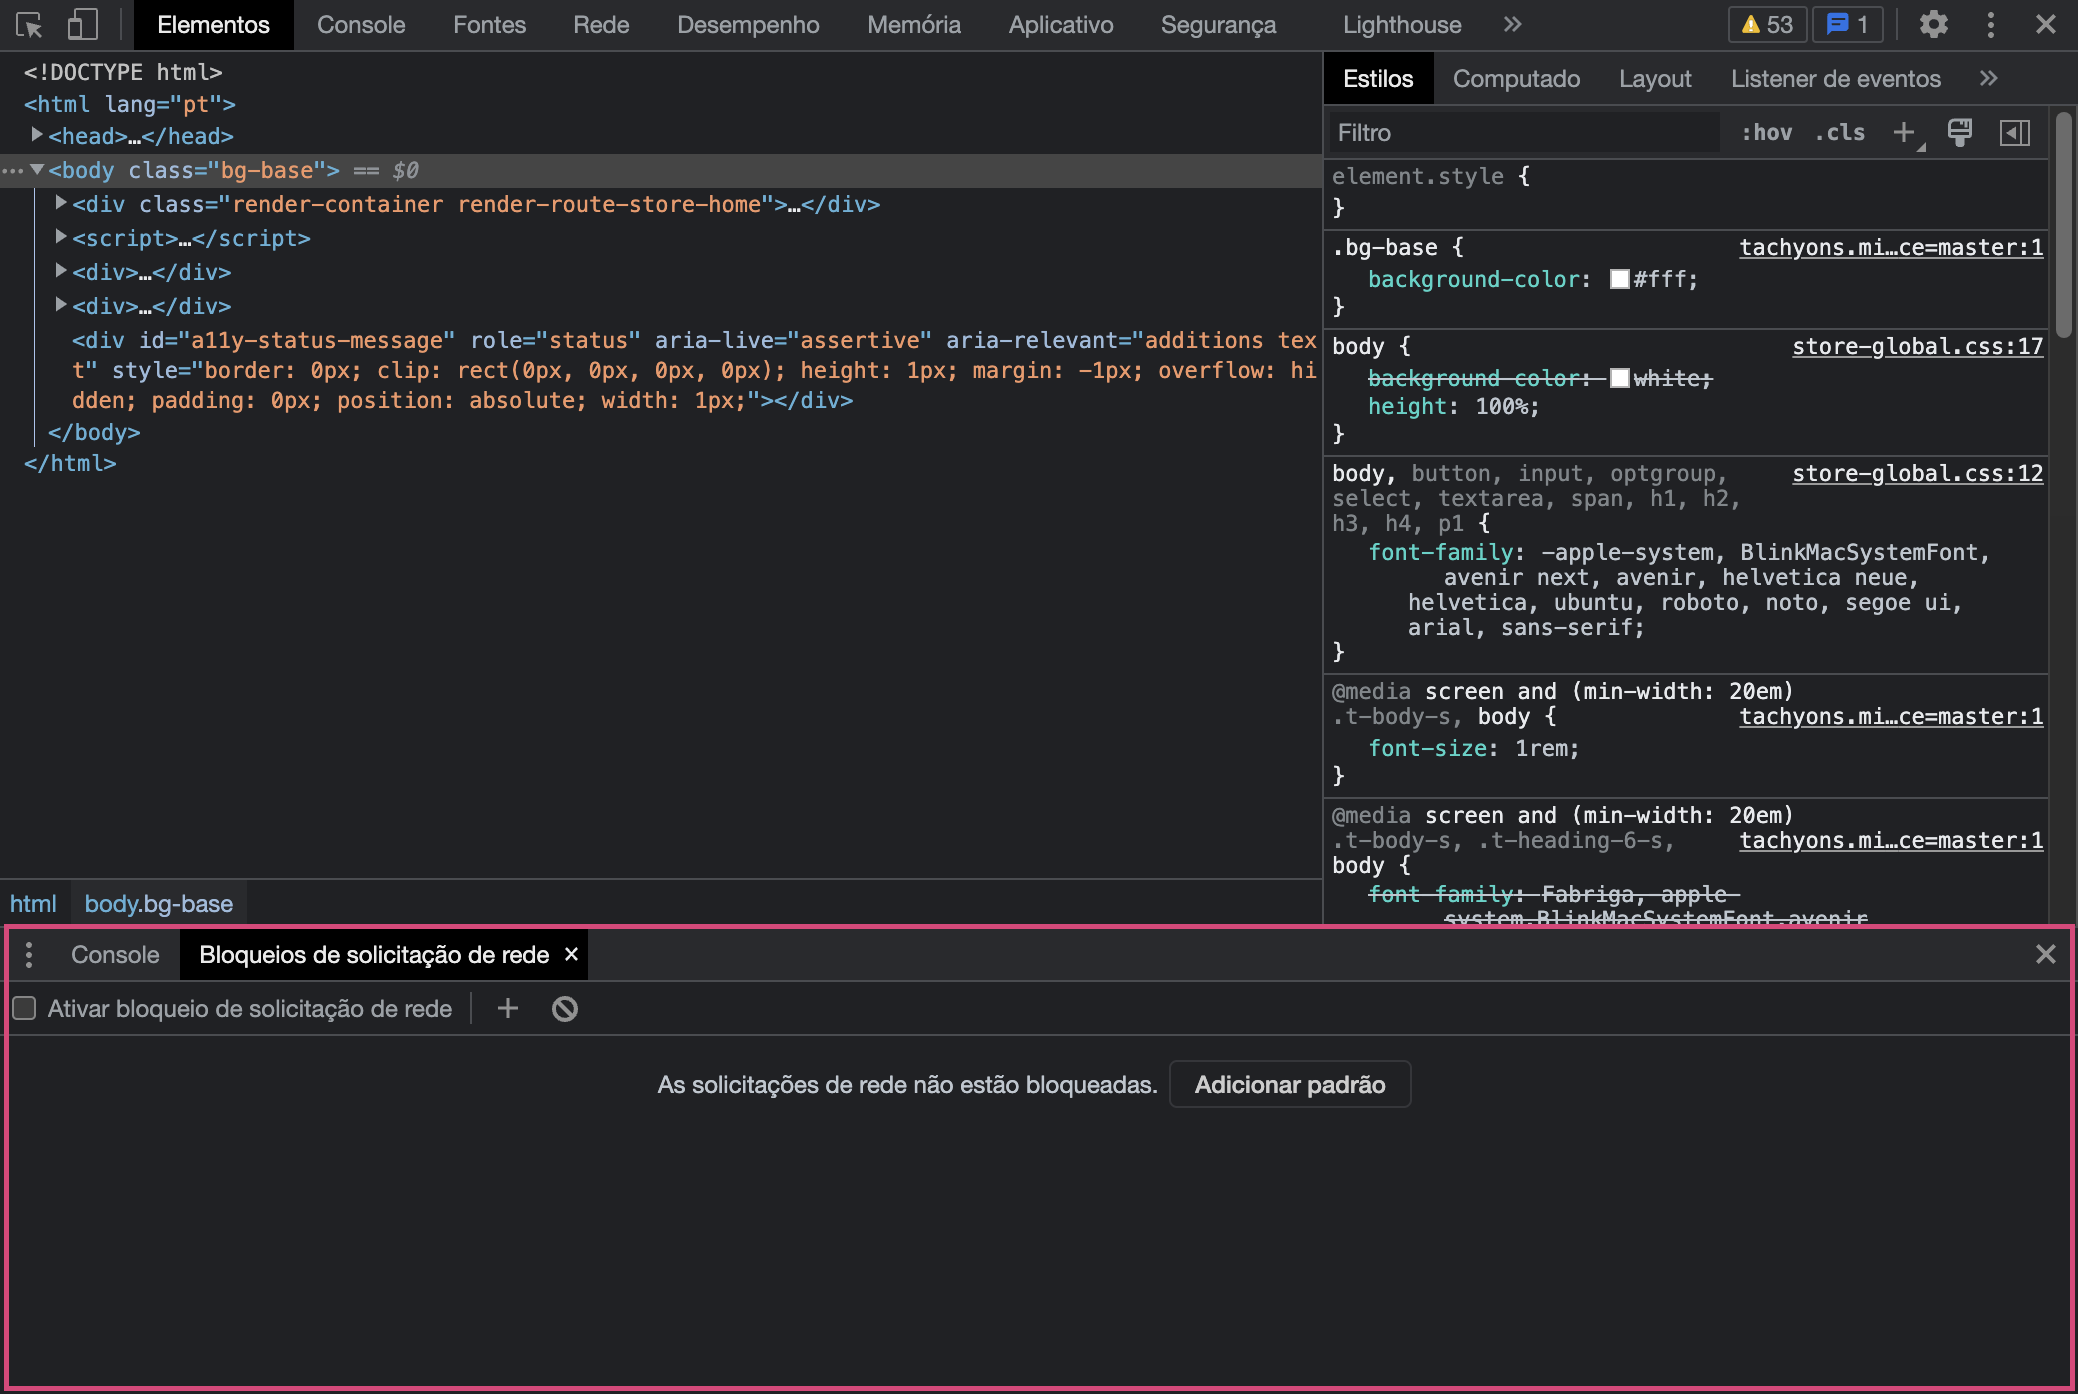 Elementos Console Fontes Rede Desempenho Memória Aplicativo Segurança Lighthouse » 53 1
<!DOCTYPE html>
<html lang="pt">
<head>…</head>
<body class="bg-base"> == $0
<div class="render-container render-route-store-home">…</div>
<script>…</script>
<div>…</div>
<div>…</div>
<div id="a11y-status-message" role="status" aria-live="assertive" aria-relevant="additions tex
t" style="border: 0px; clip: rect(0px, 0px, 0px, 0px); height: 1px; margin: -1px; overflow: hi
dden; padding: 0px; position: absolute; width: 1px;"></div>
</body>
</html>
html body.bg-base
Estilos Computado Layout Listener de eventos »
Filtro :hov .cls
element.style {
}
.bg-base { tachyons.mi…ce=master:1
background-color: #fff;
}
body { store-global.css:17
background-color: white;
height: 100%;
}
body, button, input, optgroup, store-global.css:12
select, textarea, span, h1, h2,
h3, h4, p1 {
font-family: -apple-system, BlinkMacSystemFont,
avenir next, avenir, helvetica neue,
helvetica, ubuntu, roboto, noto, segoe ui,
arial, sans-serif;
}
@media screen and (min-width: 20em)
.t-body-s, body { tachyons.mi…ce=master:1
font-size: 1rem;
}
@media screen and (min-width: 20em)
.t-body-s, .t-heading-6-s, tachyons.mi…ce=master:1
body {
font-family: Fabriga,-apple-
system,BlinkMacSystemFont,avenir
Console Bloqueios de solicitação de rede
Ativar bloqueio de solicitação de rede
As solicitações de rede não estão bloqueadas. Adicionar padrão